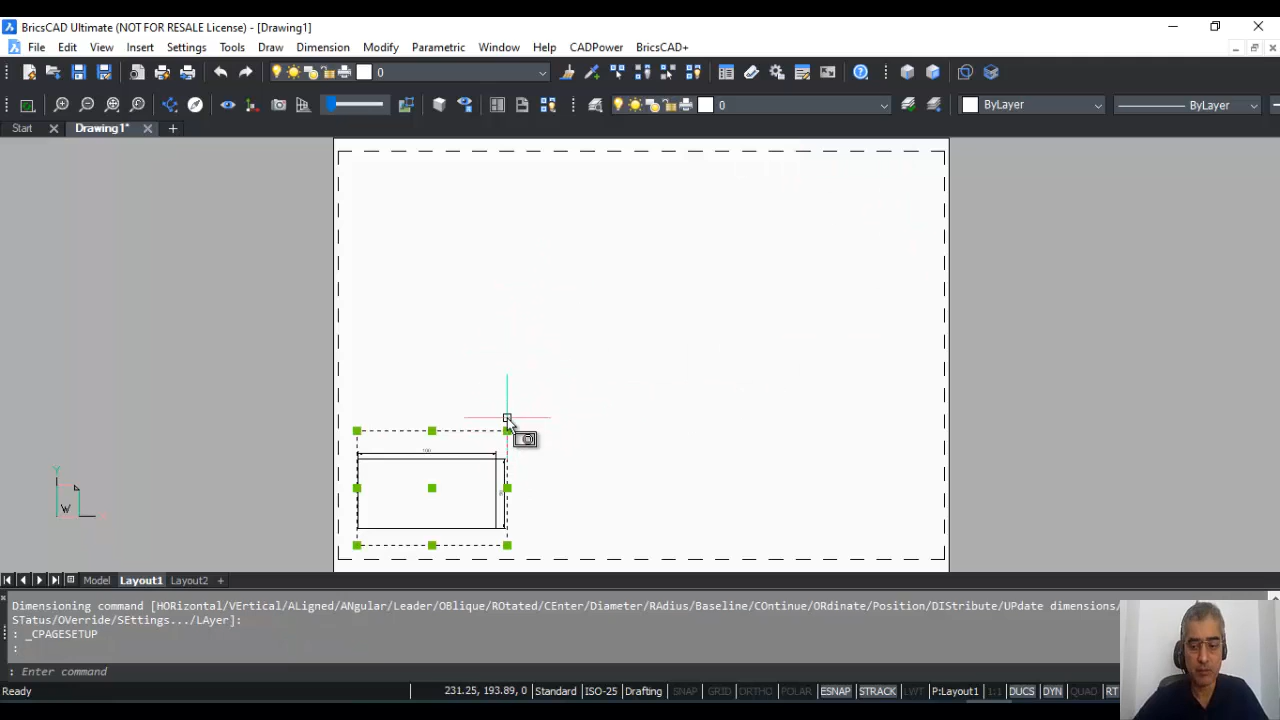 BricsCAD Ultimate (NOT FOR RESALE License) - [Drawing1]
File Edit View Insert Settings Tools Draw Dimension Modify Parametric Window Help CADPower BricsCAD+
0
0 ByLayer ByLayer
Start Drawing1*
100
Y
W
X
Model Layout1 Layout2 +
Dimensioning command [HORizontal/VErtical/ALigned/ANgular/Leader/OBlique/ROtated/CEnter/Diameter/RAdius/Baseline/COntinue/ORdinate/Position/DIStribute/UPdate dimensions/
STatus/OVerride/SEttings.../LAyer]:
: _CPAGESETUP
:
: Enter command
Ready 231.25, 193.89, 0 Standard ISO-25 Drafting SNAP GRID ORTHO POLAR ESNAP STRACK LWT P:Layout1 1:1 DUCS DYN QUAD RT